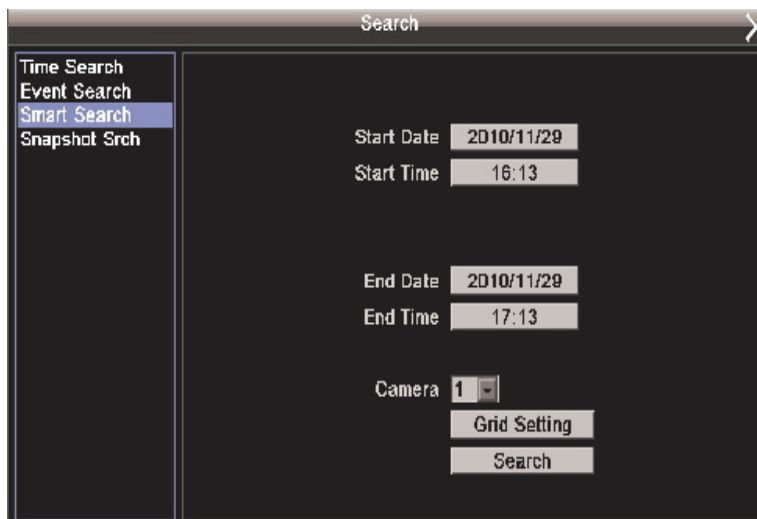 Search
Time Search
Event Search
Smart Search
Snapshot Srch
Start Date 2010/11/29
Start Time 16:13
End Date 2010/11/29
End Time 17:13
Camera 1
Grid Setting
Search